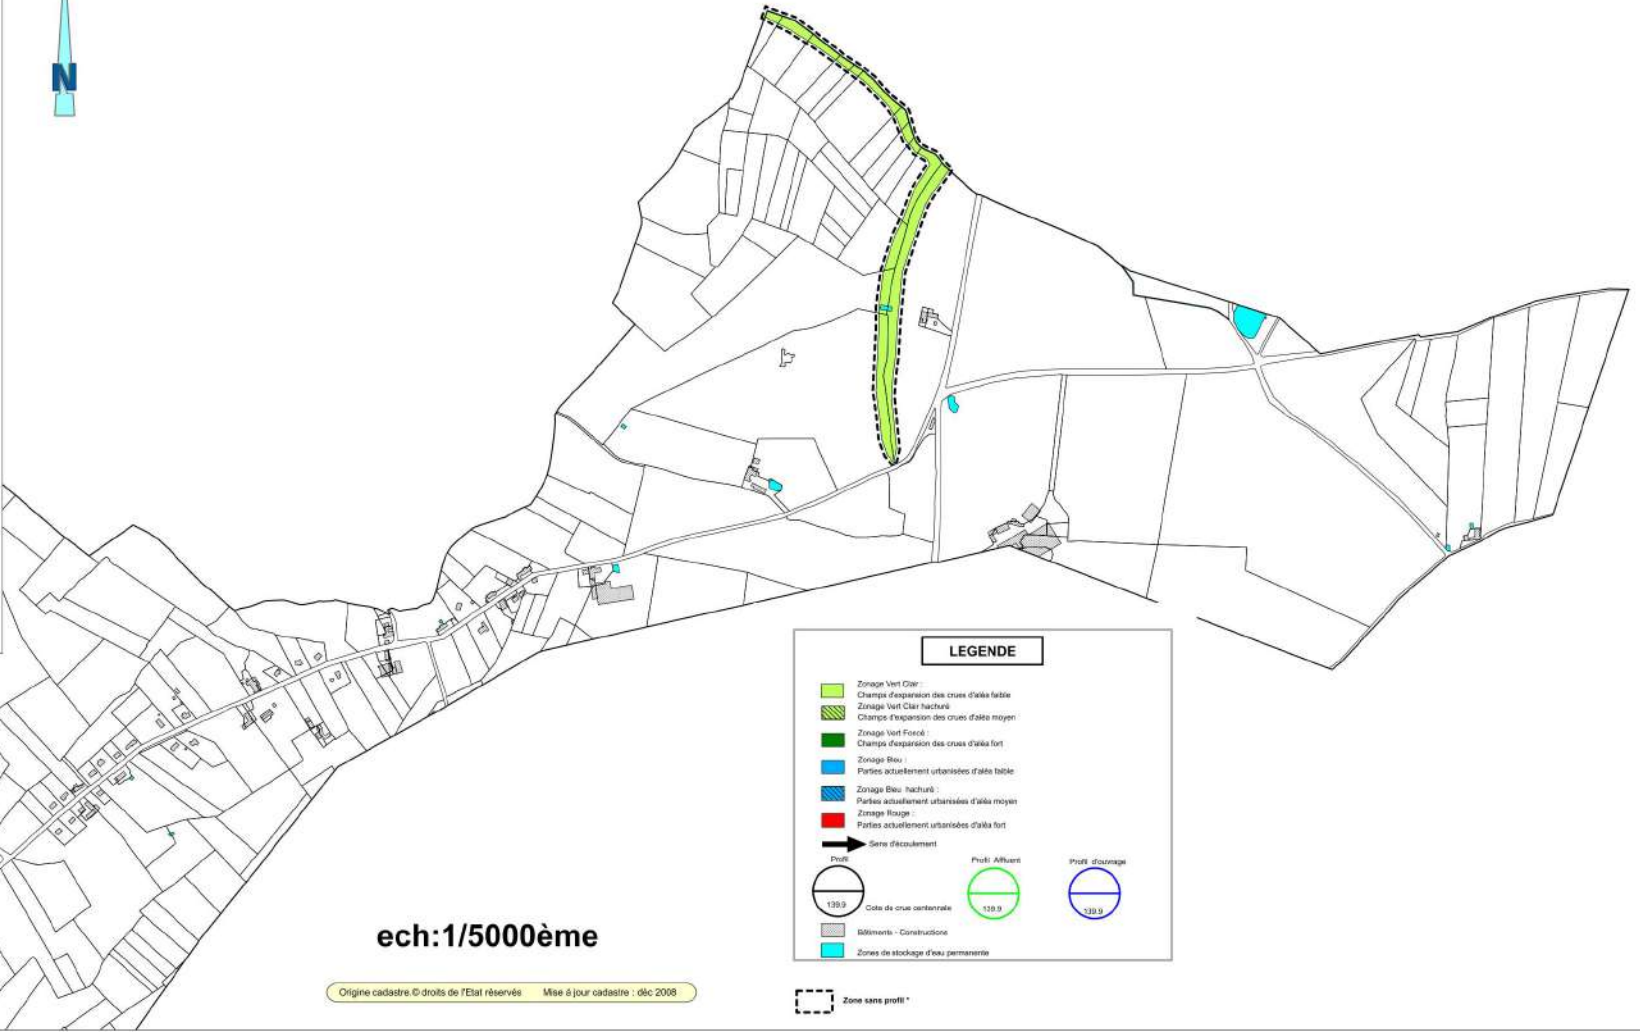 N
LEGENDE
Zonage Vert Clair :
Champs d'expansion des crues d'aléa faible
Zonage Vert Clair hachuré
Champs d'expansion des crues d'aléa moyen
Zonage Vert Foncé :
Champs d'expansion des crues d'aléa fort
Zonage Bleu :
Parties actuellement urbanisées d'aléa faible
Zonage Bleu hachuré :
Parties actuellement urbanisées d'aléa moyen
Zonage Rouge :
Parties actuellement urbanisées d'aléa fort
Sens d'écoulement
Profil
Profil Affluent
Profil d'ouvrage
139.9
Cote de crue centennale
139.9
139.9
Bâtiments - Constructions
Zones de stockage d'eau permanente
ech:1/5000ème
Origine cadastre.© droits de l'Etat réservés Mise à jour cadastre : déc 2008
Zone sans profil *